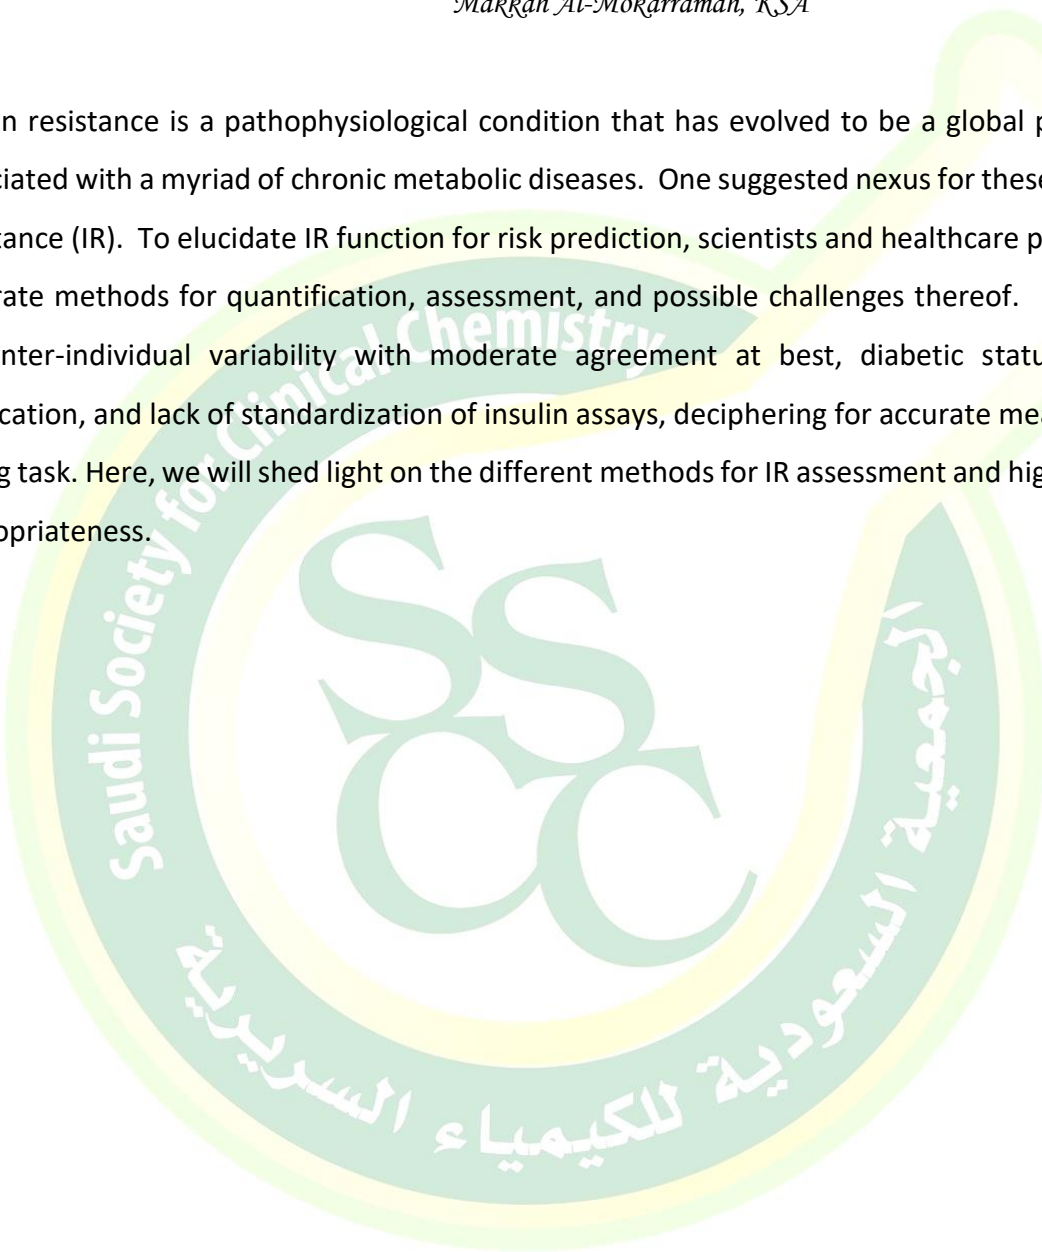 Makkah Al-Mokarramah, KSA
n resistance is a pathophysiological condition that has evolved to be a global p
ciated with a myriad of chronic metabolic diseases. One suggested nexus for these
tance (IR). To elucidate IR function for risk prediction, scientists and healthcare p
rate methods for quantification, assessment, and possible challenges thereof.
nter-individual variability with moderate agreement at best, diabetic statu
cation, and lack of standardization of insulin assays, deciphering for accurate mea
g task. Here, we will shed light on the different methods for IR assessment and hig
opriateness.
Saudi Society for Clinical Chemistry
SSCC
الجمعية السعودية للكيمياء السريرية